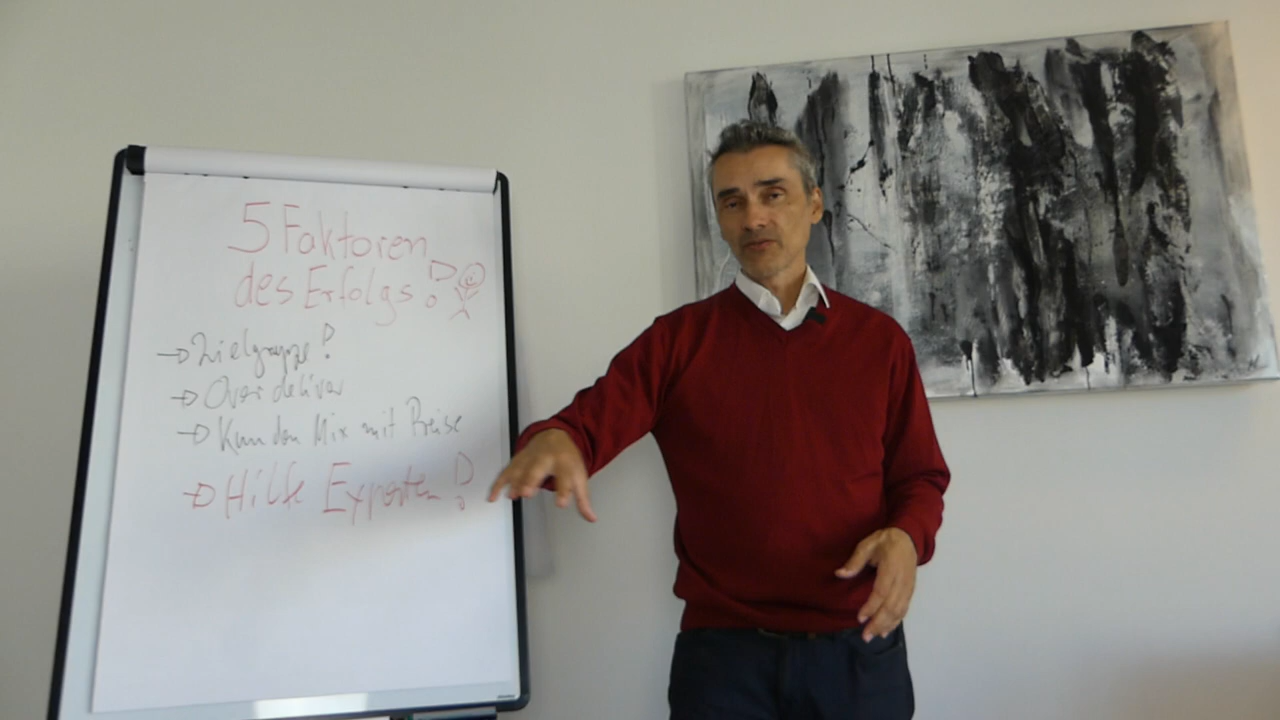 5 Faktoren
des Erfolgs!
→ Zielgruppe!
→ Over deliver
→ Kunden Mix mit Preise
→ Hilfe Experten!